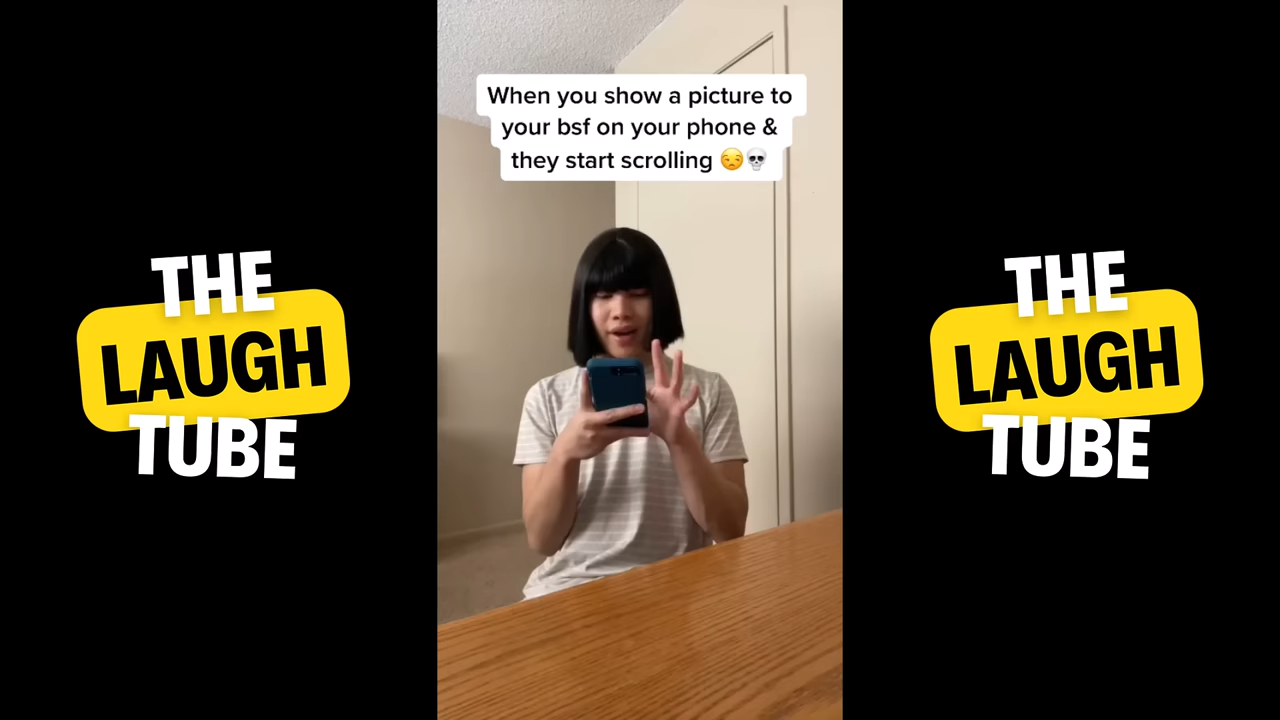 When you show a picture to
your bsf on your phone &
they start scrolling 😒💀
THE
LAUGH
TUBE
THE
LAUGH
TUBE